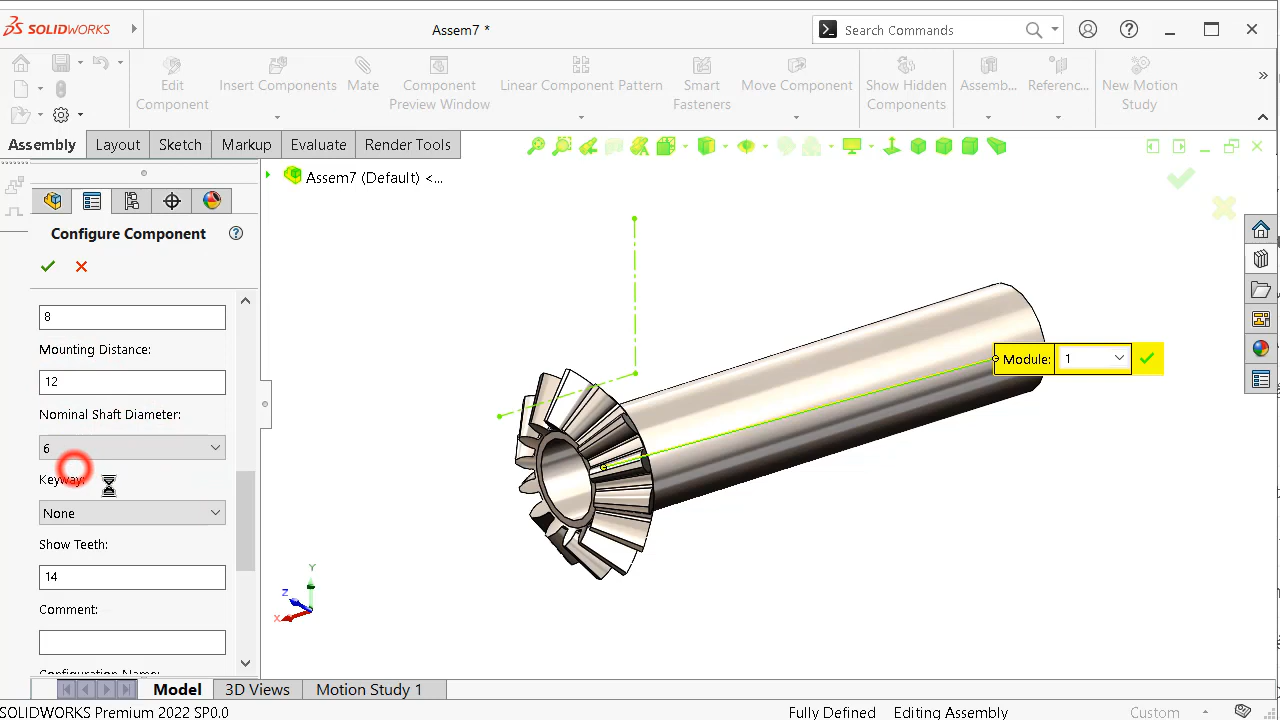 SOLIDWORKS
Assem7 *
Search Commands
Edit Component
Insert Components
Mate
Component Preview Window
Linear Component Pattern
Smart Fasteners
Move Component
Show Hidden Components
Assemb...
Referenc...
New Motion Study
Assembly
Layout
Sketch
Markup
Evaluate
Render Tools
Assem7 (Default) <...
Configure Component
8
Mounting Distance:
12
Nominal Shaft Diameter:
6
Keyway:
None
Show Teeth:
14
Comment:
Module: 1
Y
Z
X
Model
3D Views
Motion Study 1
SOLIDWORKS Premium 2022 SP0.0
Fully Defined
Editing Assembly
Custom